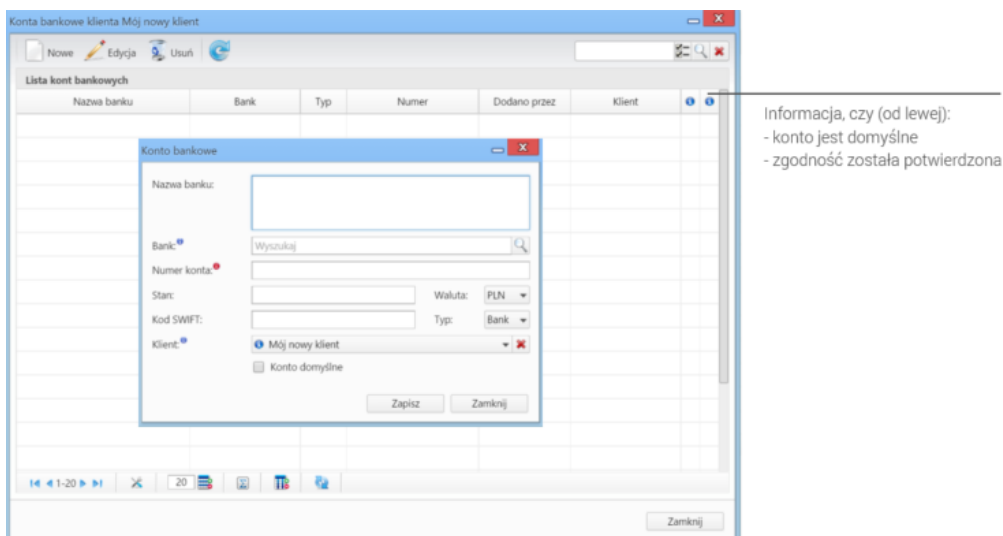 Konta bankowe klienta Mój nowy klient
Nowe Edycja Usuń
Lista kont bankowych
Nazwa banku Bank Typ Numer Dodano przez Klient
Informacja, czy (od lewej):
- konto jest domyślne
- zgodność została potwierdzona
Konto bankowe
Nazwa banku:
Bank: Wyszukaj
Numer konta:
Stan: Waluta: PLN
Kod SWIFT: Typ: Bank
Klient: Mój nowy klient
Konto domyślne
Zapisz Zamknij
1-20 20
Zamknij